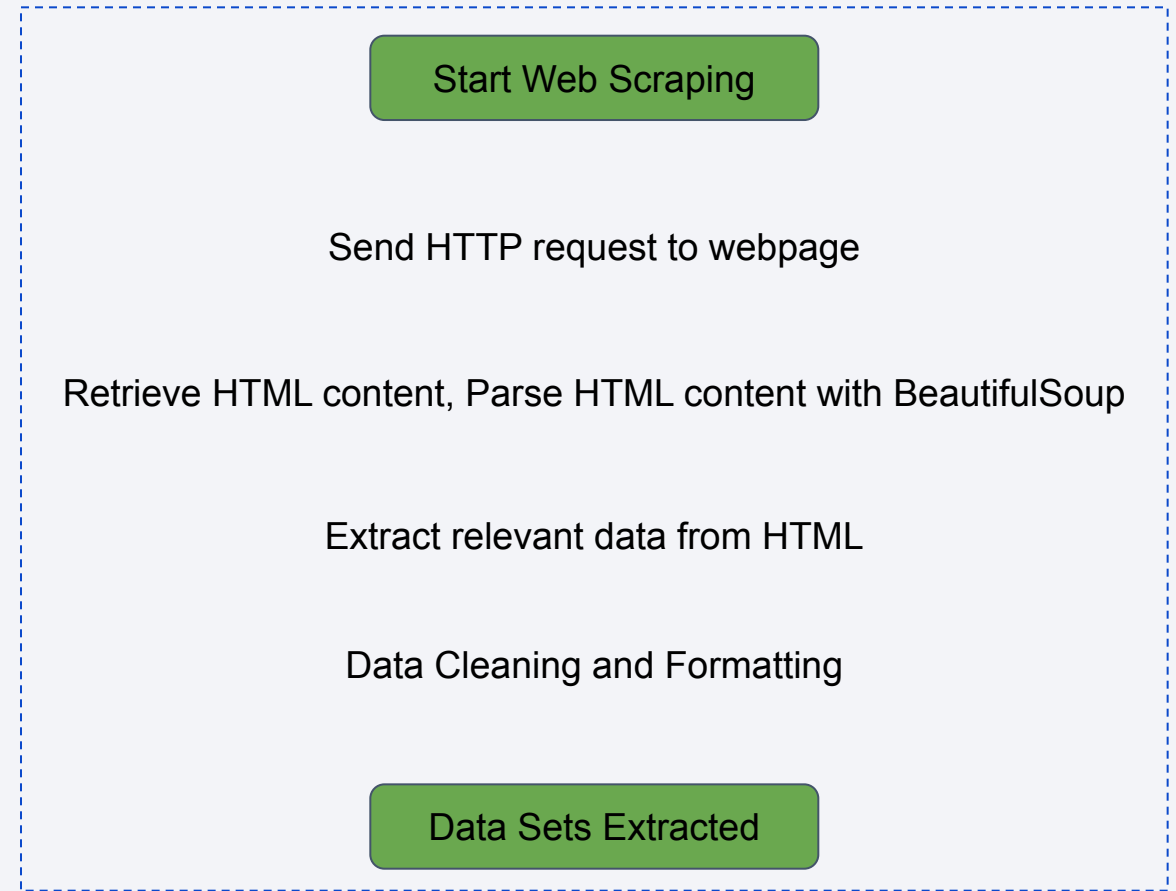 Start Web Scraping
Send HTTP request to webpage
Retrieve HTML content, Parse HTML content with BeautifulSoup
Extract relevant data from HTML
Data Cleaning and Formatting
Data Sets Extracted